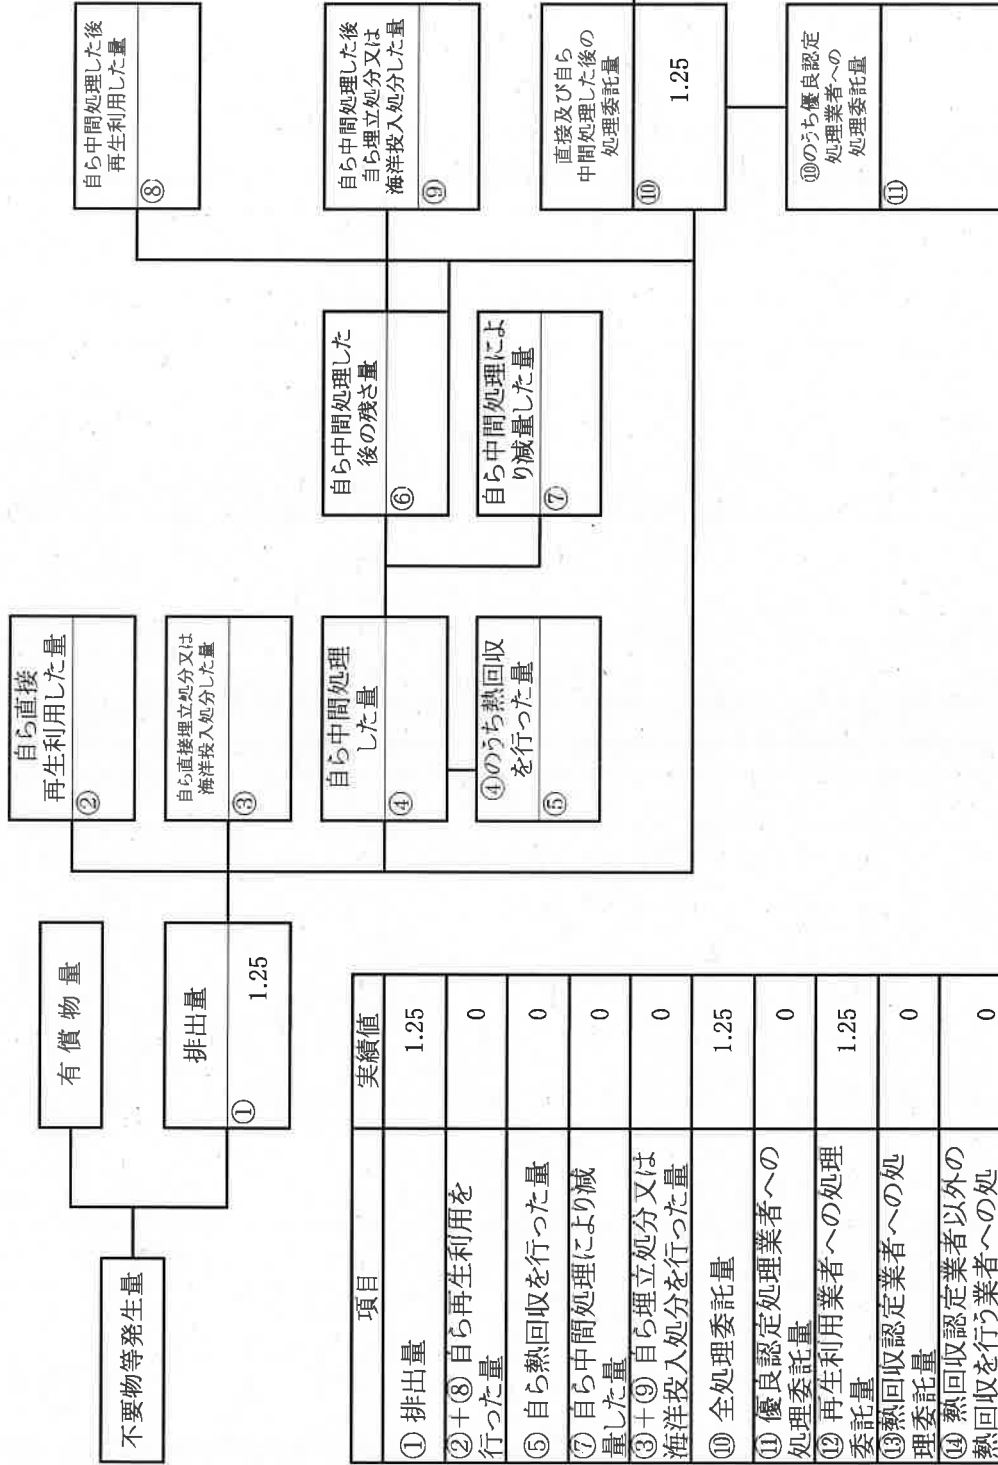 不要物等発生量
有償物量
排出量
①
1.25
自ら直接
再生利用した量
②
自ら直接埋立処分又は
海洋投入処分した量
③
自ら中間処理
した量
④
④のうち熱回収
を行った量
⑤
自ら中間処理した
後の残さ量
⑥
自ら中間処理によ
り減量した量
⑦
自ら中間処理した後
再生利用した量
⑧
自ら中間処理した後
自ら埋立処分又は
海洋投入処分した量
⑨
直接及び自ら
中間処理した後の
処理委託量
⑩
1.25
⑩のうち優良認定
処理業者への
処理委託量
⑪
項目 実績値
①排出量 1.25
②+⑧自ら再生利用を
行った量 0
⑤自ら熱回収を行った量 0
⑦自ら中間処理により減
量した量 0
③+⑨自ら埋立処分又は
海洋投入処分を行った量 0
⑩全処理委託量 1.25
⑪優良認定処理業者への
処理委託量 0
⑫再生利用業者への処理
委託量 1.25
⑬熱回収認定業者への処
理委託量 0
⑭熱回収認定業者以外の
熱回収を行う業者への処 0